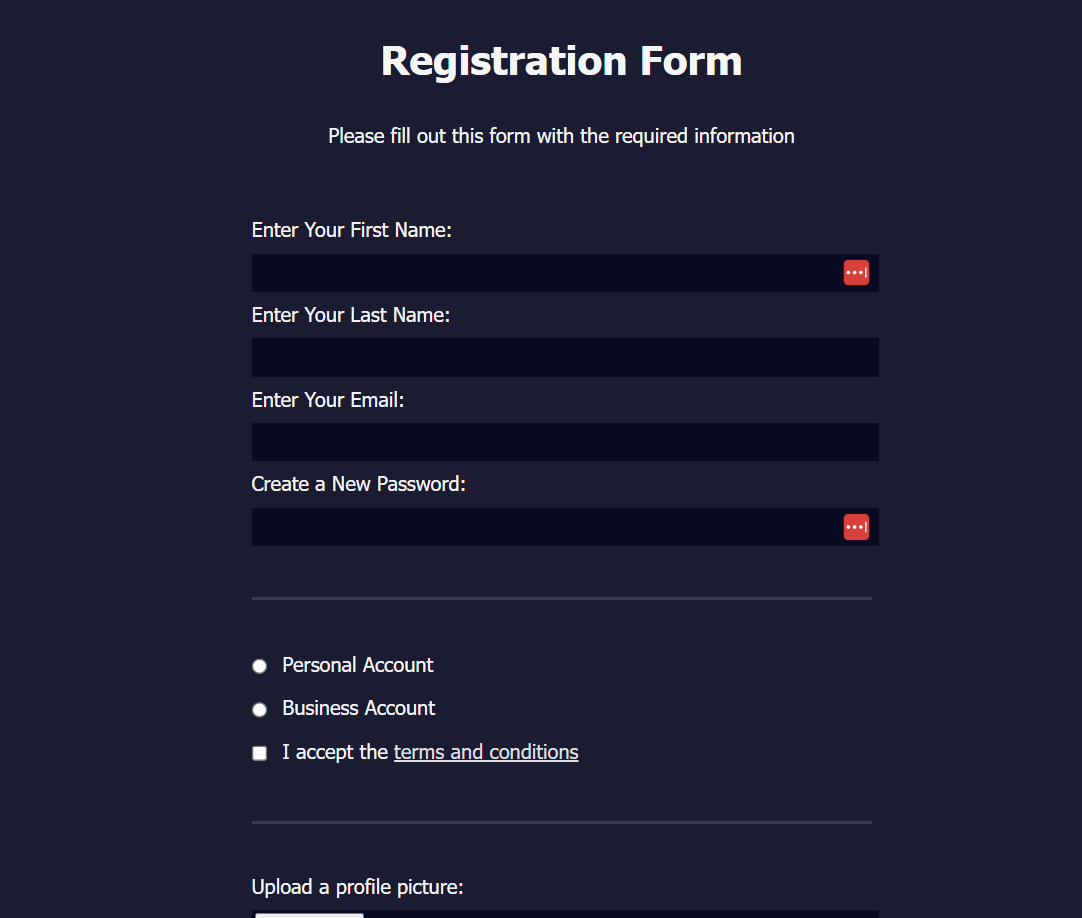 Registration Form
Please fill out this form with the required information
Enter Your First Name:
Enter Your Last Name:
Enter Your Email:
Create a New Password:
Personal Account
Business Account
I accept the terms and conditions
Upload a profile picture: